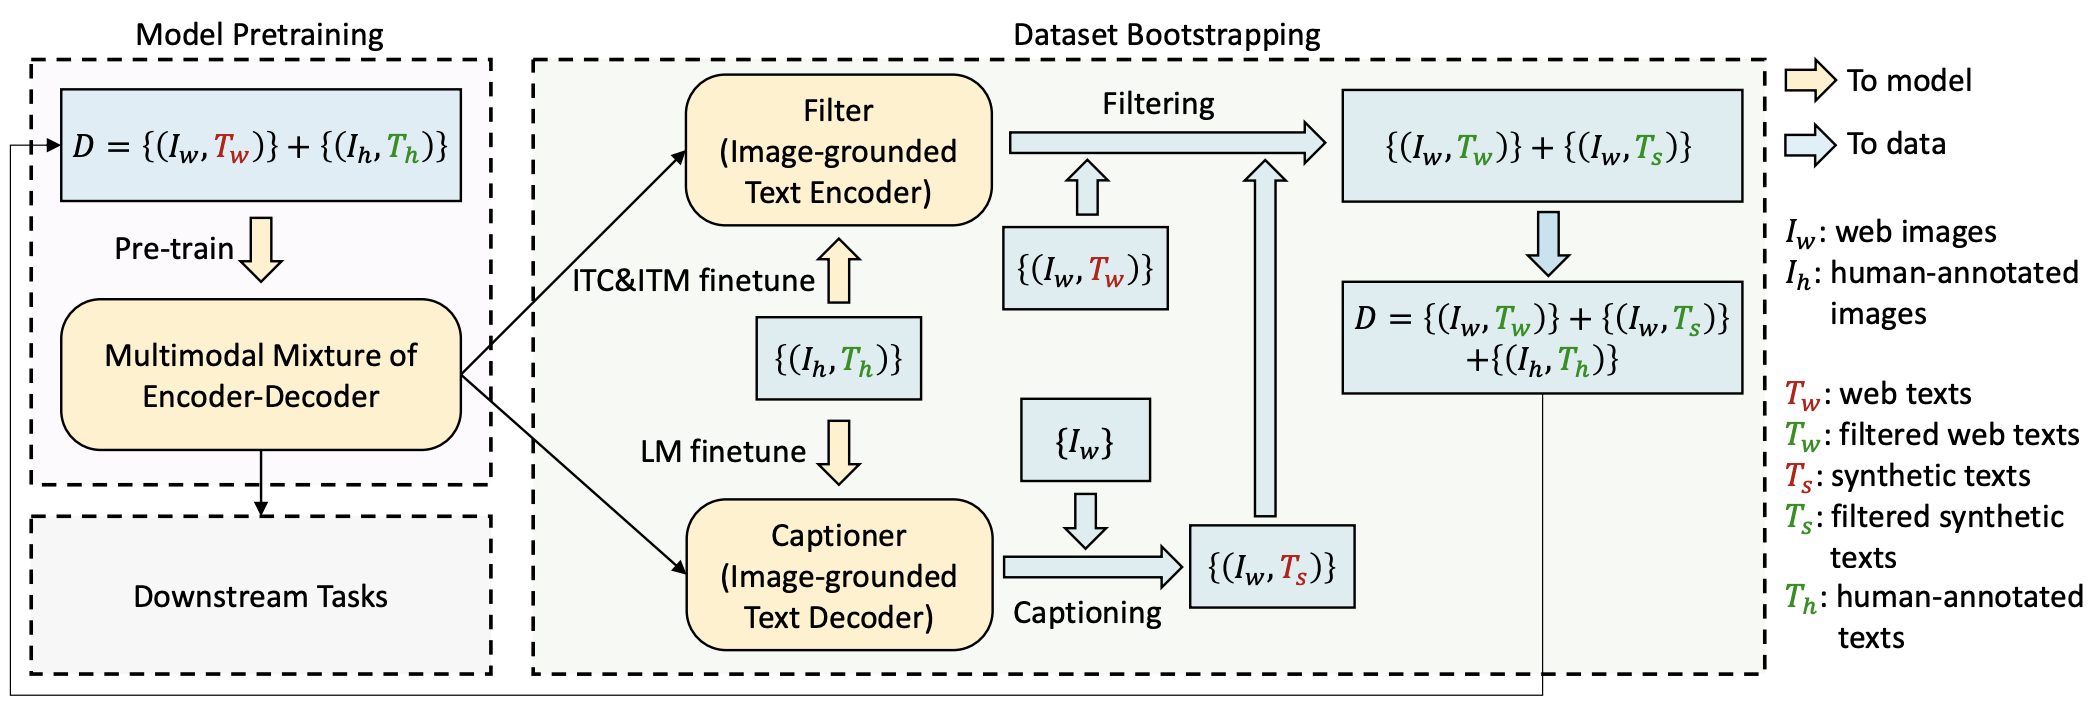 Model Pretraining
D = {(I_w, T_w)} + {(I_h, T_h)}
Pre-train
Multimodal Mixture of
Encoder-Decoder
Downstream Tasks
Dataset Bootstrapping
Filter
(Image-grounded
Text Encoder)
ITC&ITM finetune
{(I_h, T_h)}
LM finetune
Captioner
(Image-grounded
Text Decoder)
Filtering
{(I_w, T_w)}
{I_w}
Captioning
{(I_w, T_s)}
{(I_w, T_w)} + {(I_w, T_s)}
D = {(I_w, T_w)} + {(I_w, T_s)}
+{(I_h, T_h)}
To model
To data
I_w: web images
I_h: human-annotated
images
T_w: web texts
T_w: filtered web texts
T_s: synthetic texts
T_s: filtered synthetic
texts
T_h: human-annotated
texts